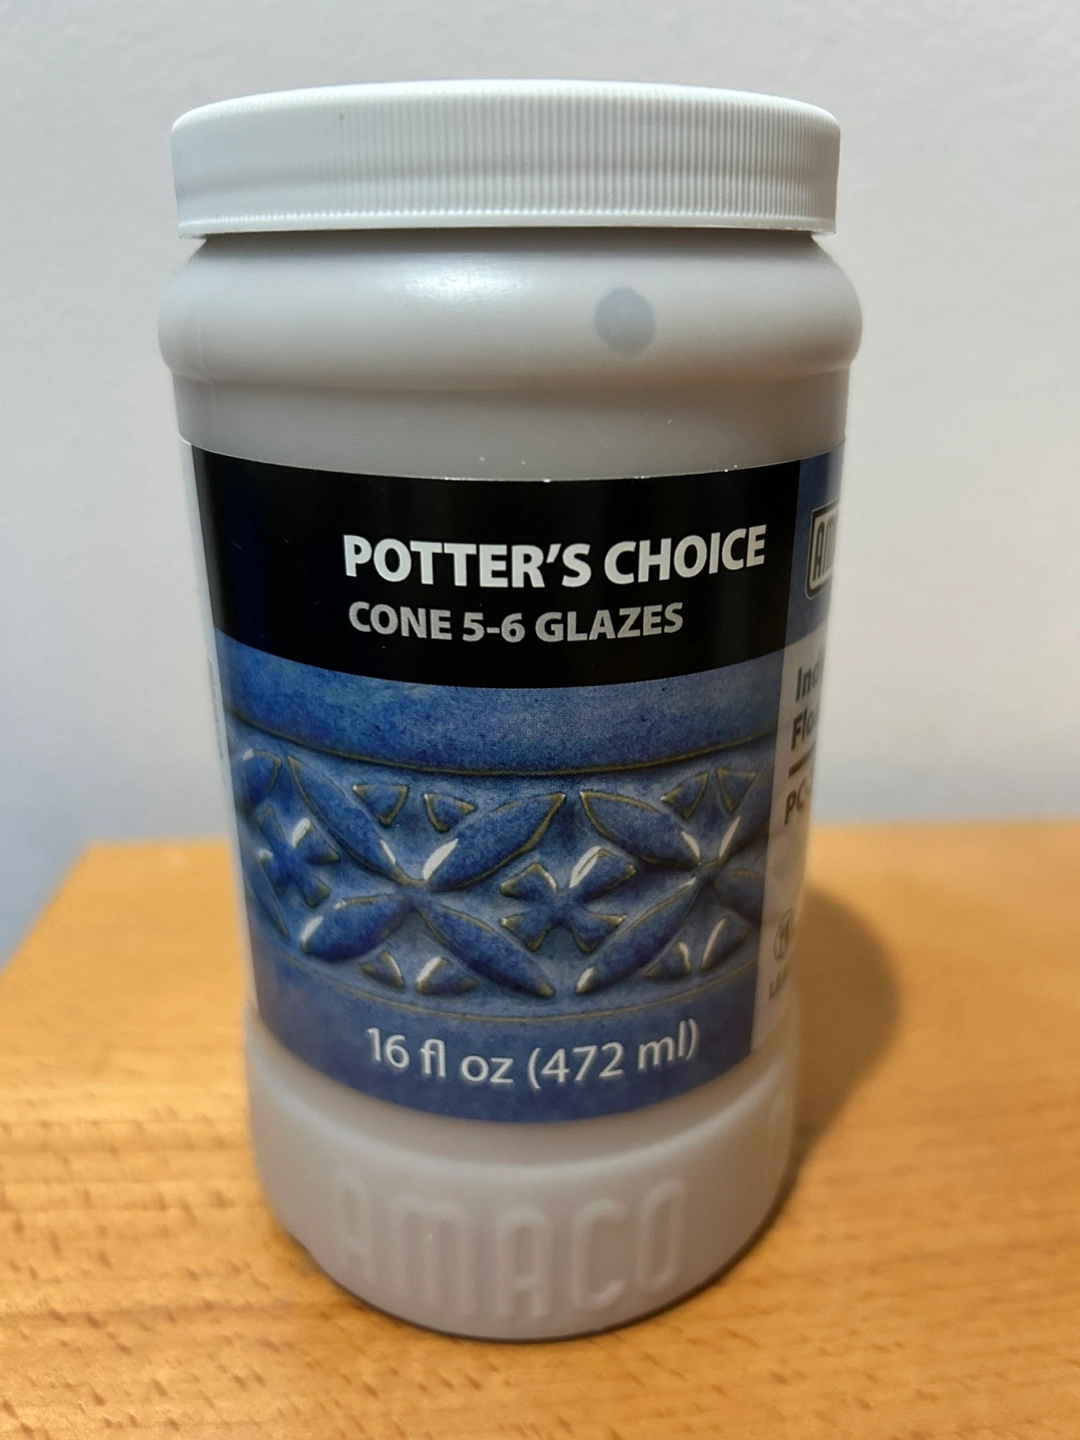 POTTER'S CHOICE
CONE 5-6 GLAZES
16 fl oz (472 ml)
AMACO